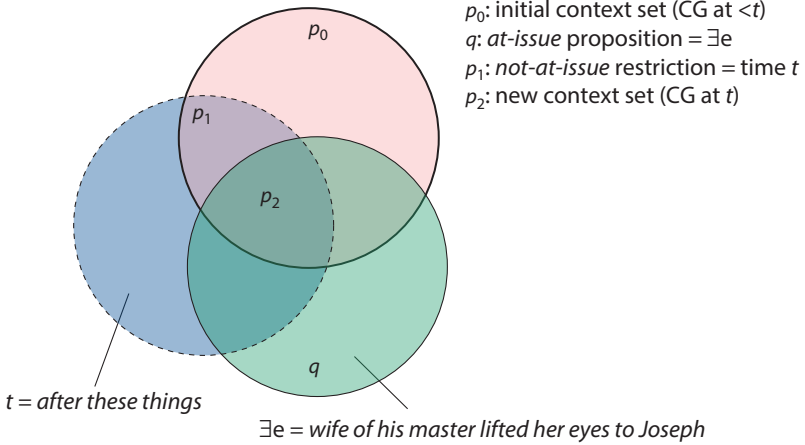 p₀
p₀: initial context set (CG at <t)
q: at-issue proposition = ∃e
p₁: not-at-issue restriction = time t
p₂: new context set (CG at t)
p₁
p₂
q
t = after these things
∃e = wife of his master lifted her eyes to Joseph